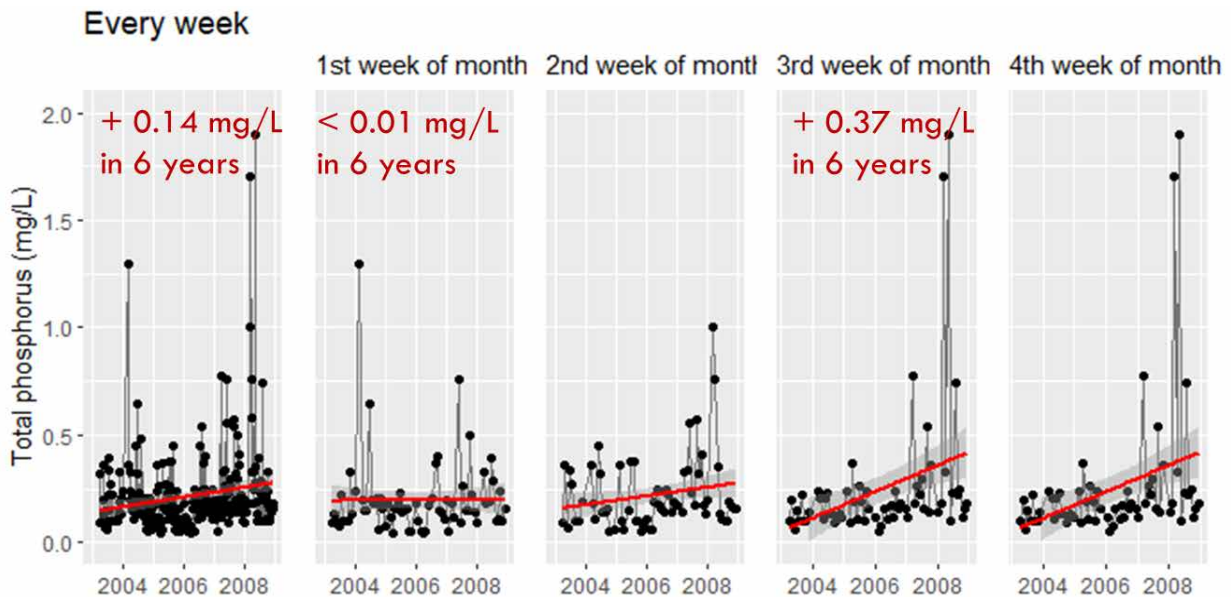 Every week
1st week of month
2nd week of month
3rd week of month
4th week of month
+ 0.14 mg/L
in 6 years
< 0.01 mg/L
in 6 years
+ 0.37 mg/L
in 6 years
Total phosphorus (mg/L)
2.0
1.5
1.0
0.5
0.0
2004 2006 2008
2004 2006 2008
2004 2006 2008
2004 2006 2008
2004 2006 2008